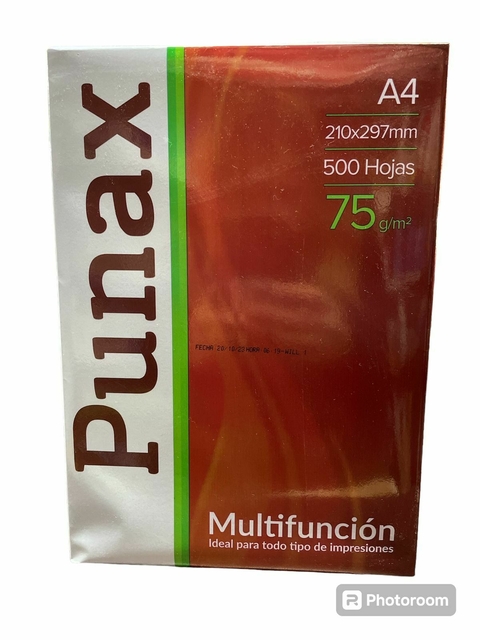 Punax
A4
210x297mm
500 Hojas
75 g/m²
Multifunción
Ideal para todo tipo de impresiones
Photoroom